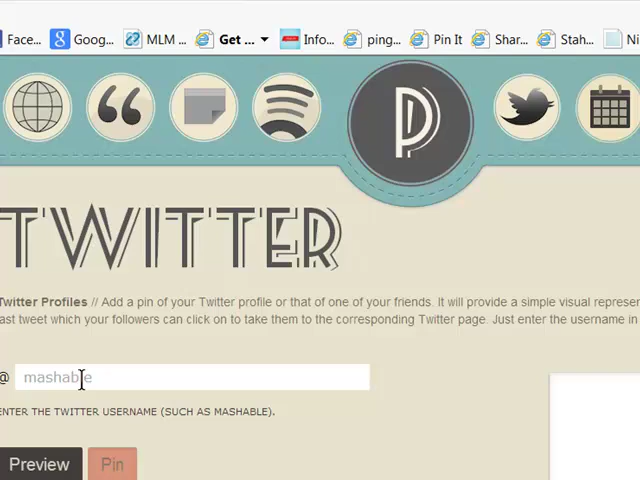 Face... Goog... MLM ... Get ... Info... ping... Pin It Shar... Stah... Ni
P
TWITTER
Twitter Profiles // Add a pin of your Twitter profile or that of one of your friends. It will provide a simple visual represe
ast tweet which your followers can click on to take them to the corresponding Twitter page. Just enter the username in
@ mashable
ENTER THE TWITTER USERNAME (SUCH AS MASHABLE).
Preview Pin